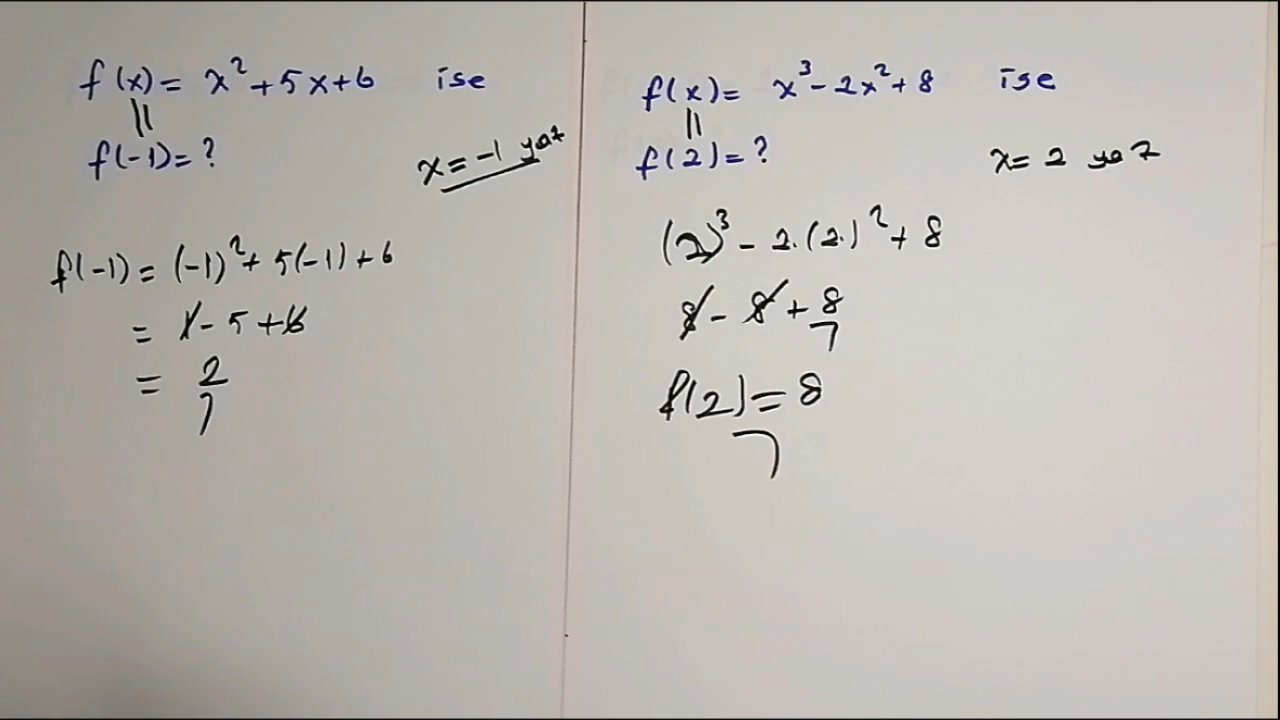 f(x) = x² + 5x + 6 ise
f(-1) = ?
x = -1 yaz
f(-1) = (-1)² + 5(-1) + 6
= 1 - 5 + 6
= 2
f(x) = x³ - 2x² + 8 ise
f(2) = ?
x = 2 yaz
(2)³ - 2.(2.)² + 8
8 - 8 + 8
f(2) = 8